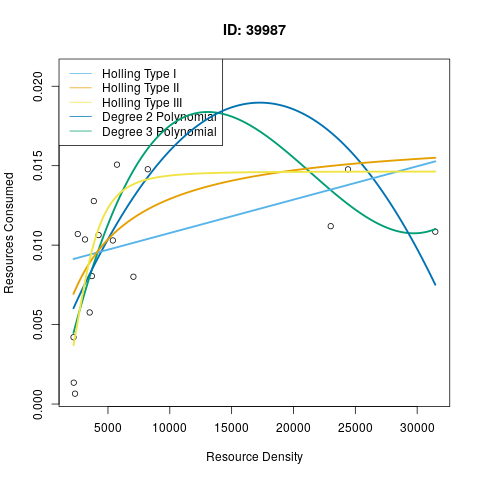 ID: 39987
Holling Type I
Holling Type II
Holling Type III
Degree 2 Polynomial
Degree 3 Polynomial
Resources Consumed
0.020
0.015
0.010
0.005
0.000
5000 10000 15000 20000 25000 30000
Resource Density